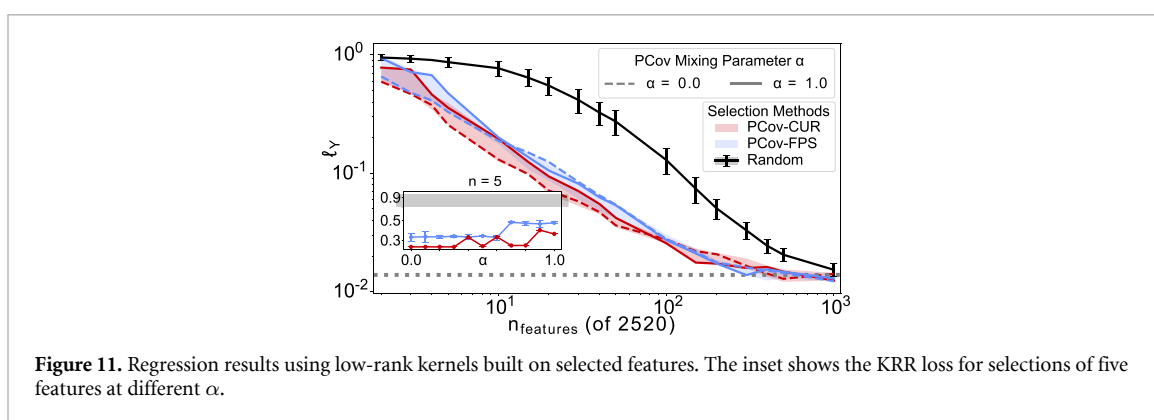 10⁰
10⁻¹
10⁻²
ℓY
PCov Mixing Parameter α
α = 0.0
α = 1.0
Selection Methods
PCov-CUR
PCov-FPS
Random
n = 5
0.9
0.5
0.3
0.0
α
1.0
10¹
10²
10³
nfeatures (of 2520)
Figure 11. Regression results using low-rank kernels built on selected features. The inset shows the KRR loss for selections of five
features at different α.